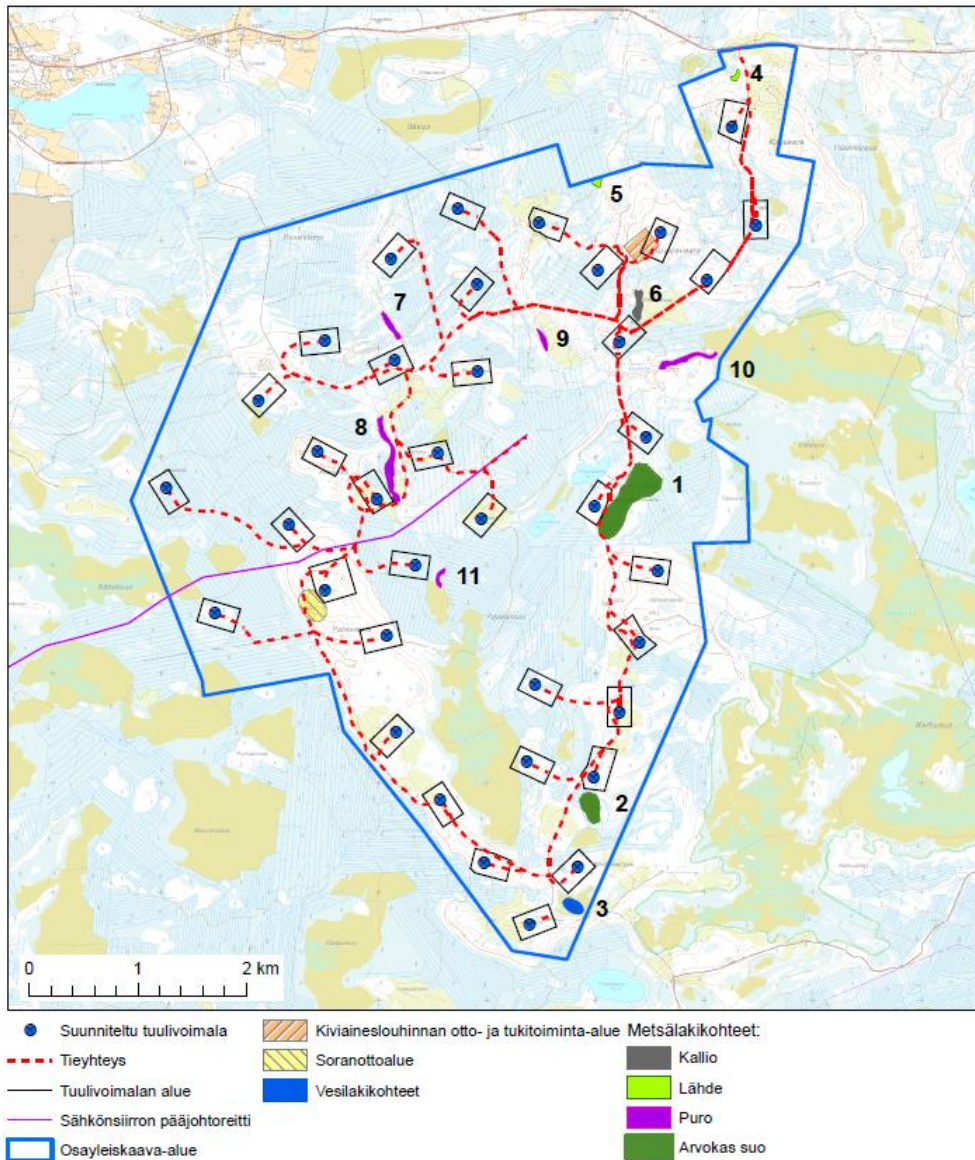 4
5
6
7
9
10
8
1
11
2
3
0 1 2 km
Suunniteltu tuulivoimala
Tieyhteys
Tuulivoimalan alue
Sähkönsiirron pääjohtoreitti
Osayleiskaava-alue
Kiviaineslouhinnan otto- ja tukitoiminta-alue
Soranottoalue
Vesilakikohteet
Metsälakikohteet:
Kallio
Lähde
Puro
Arvokas suo